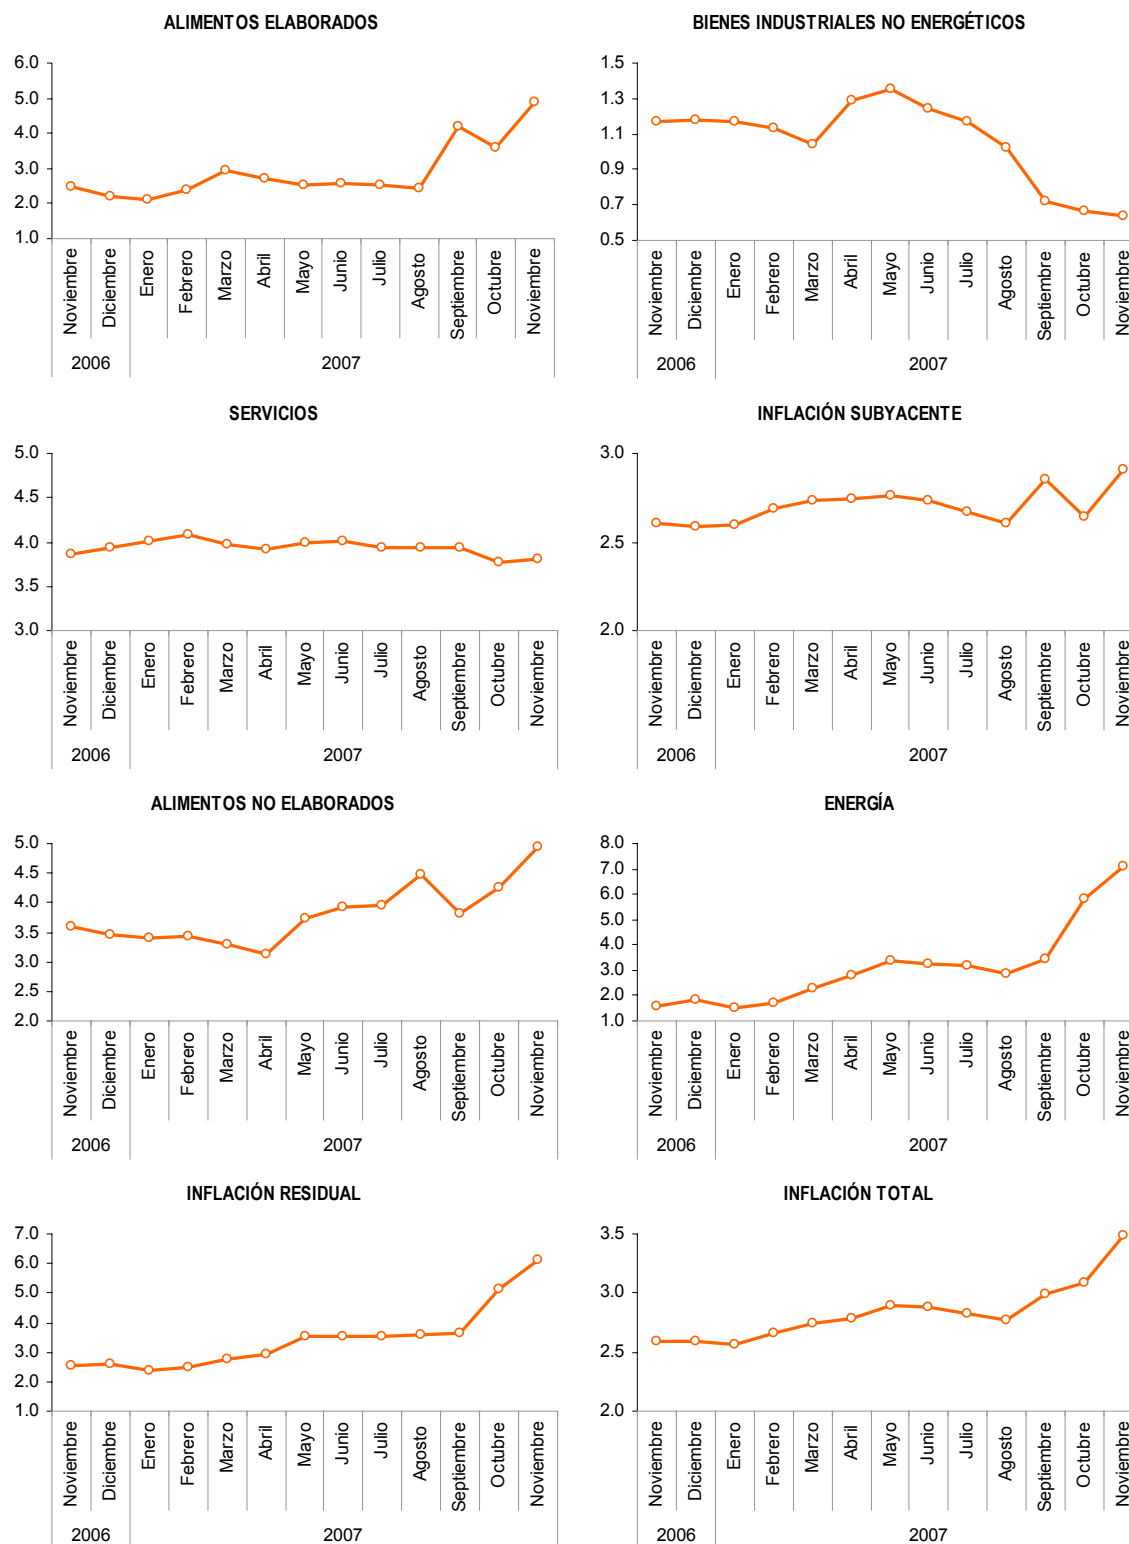 ALIMENTOS ELABORADOS
6.0
5.0
4.0
3.0
2.0
1.0
Noviembre
Diciembre
Enero
Febrero
Marzo
Abril
Mayo
Junio
Julio
Agosto
Septiembre
Octubre
Noviembre
2006
2007
BIENES INDUSTRIALES NO ENERGÉTICOS
1.5
1.3
1.1
0.9
0.7
0.5
Noviembre
Diciembre
Enero
Febrero
Marzo
Abril
Mayo
Junio
Julio
Agosto
Septiembre
Octubre
Noviembre
2006
2007
SERVICIOS
5.0
4.5
4.0
3.5
3.0
Noviembre
Diciembre
Enero
Febrero
Marzo
Abril
Mayo
Junio
Julio
Agosto
Septiembre
Octubre
Noviembre
2006
2007
INFLACIÓN SUBYACENTE
3.0
2.5
2.0
Noviembre
Diciembre
Enero
Febrero
Marzo
Abril
Mayo
Junio
Julio
Agosto
Septiembre
Octubre
Noviembre
2006
2007
ALIMENTOS NO ELABORADOS
5.0
4.5
4.0
3.5
3.0
2.5
2.0
Noviembre
Diciembre
Enero
Febrero
Marzo
Abril
Mayo
Junio
Julio
Agosto
Septiembre
Octubre
Noviembre
2006
2007
ENERGÍA
8.0
7.0
6.0
5.0
4.0
3.0
2.0
1.0
Noviembre
Diciembre
Enero
Febrero
Marzo
Abril
Mayo
Junio
Julio
Agosto
Septiembre
Octubre
Noviembre
2006
2007
INFLACIÓN RESIDUAL
7.0
6.0
5.0
4.0
3.0
2.0
1.0
Noviembre
Diciembre
Enero
Febrero
Marzo
Abril
Mayo
Junio
Julio
Agosto
Septiembre
Octubre
Noviembre
2006
2007
INFLACIÓN TOTAL
3.5
3.0
2.5
2.0
Noviembre
Diciembre
Enero
Febrero
Marzo
Abril
Mayo
Junio
Julio
Agosto
Septiembre
Octubre
Noviembre
2006
2007